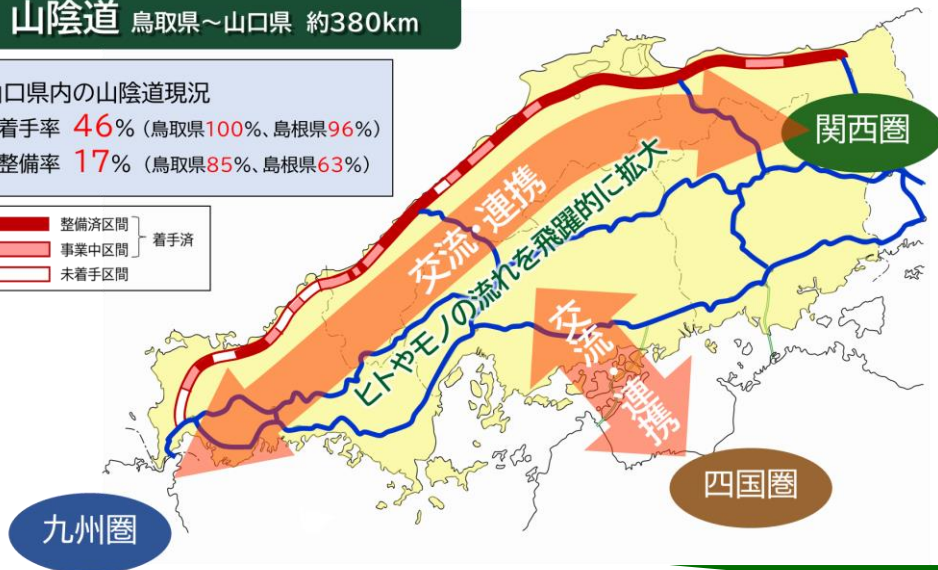 山陰道 鳥取県～山口県 約380km
山口県内の山陰道現況
着手率 46% (鳥取県100%、島根県96%)
整備率 17% (鳥取県85%、島根県63%)
整備済区間
事業中区間
着手済
未着手区間
関西圏
交流・連携
ヒトやモノの流れを飛躍的に拡大
交流・連携
四国圏
九州圏